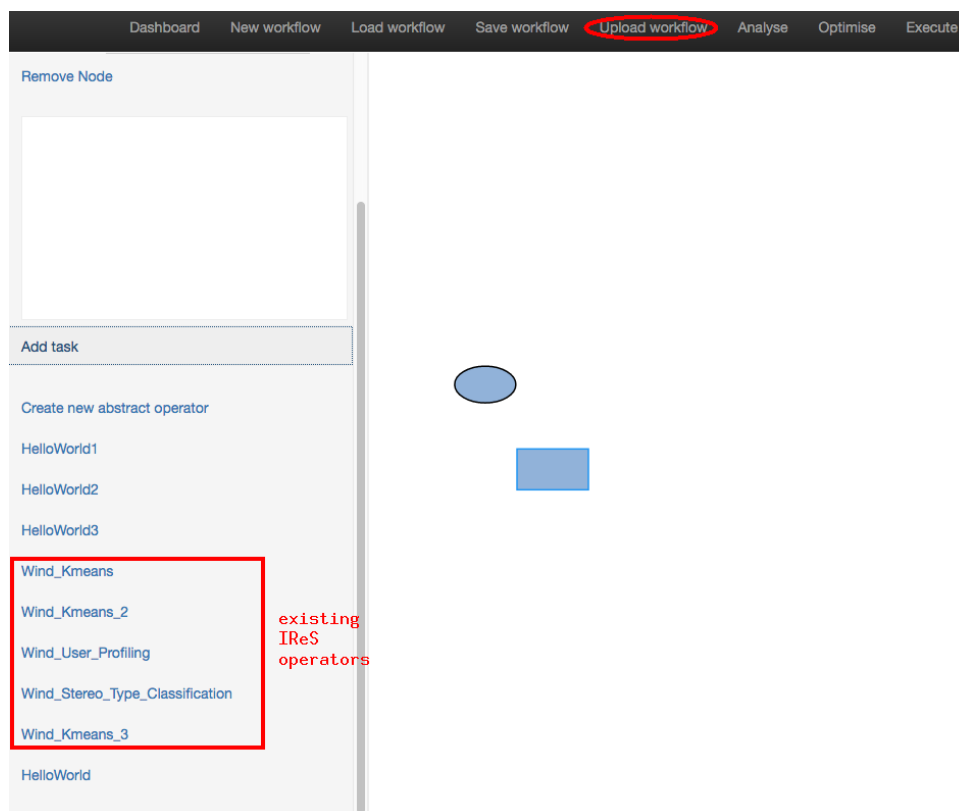 Dashboard New workflow Load workflow Save workflow Upload workflow Analyse Optimise Execute
Remove Node
Add task
Create new abstract operator
HelloWorld1
HelloWorld2
HelloWorld3
Wind_Kmeans
Wind_Kmeans_2
Wind_User_Profiling
Wind_Stereo_Type_Classification
Wind_Kmeans_3
HelloWorld
existing
IReS
operators